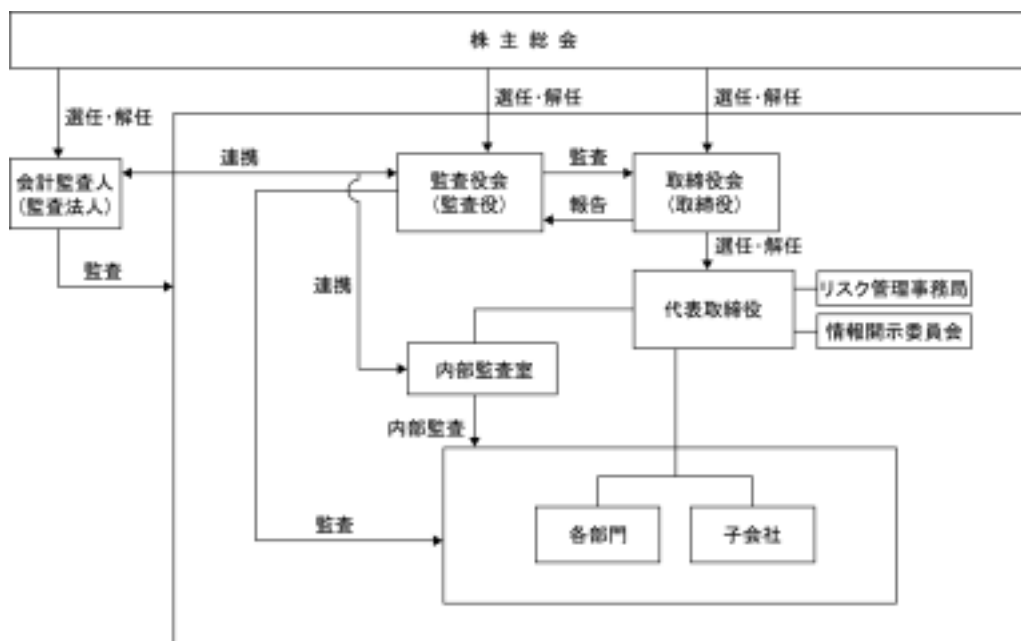 株主総会
選任・解任
選任・解任
選任・解任
会計監査人
(監査法人)
連携
監査役会
(監査役)
監査
報告
取締役会
(取締役)
選任・解任
監査
連携
代表取締役
リスク管理事務局
情報開示委員会
内部監査室
内部監査
監査
各部門
子会社